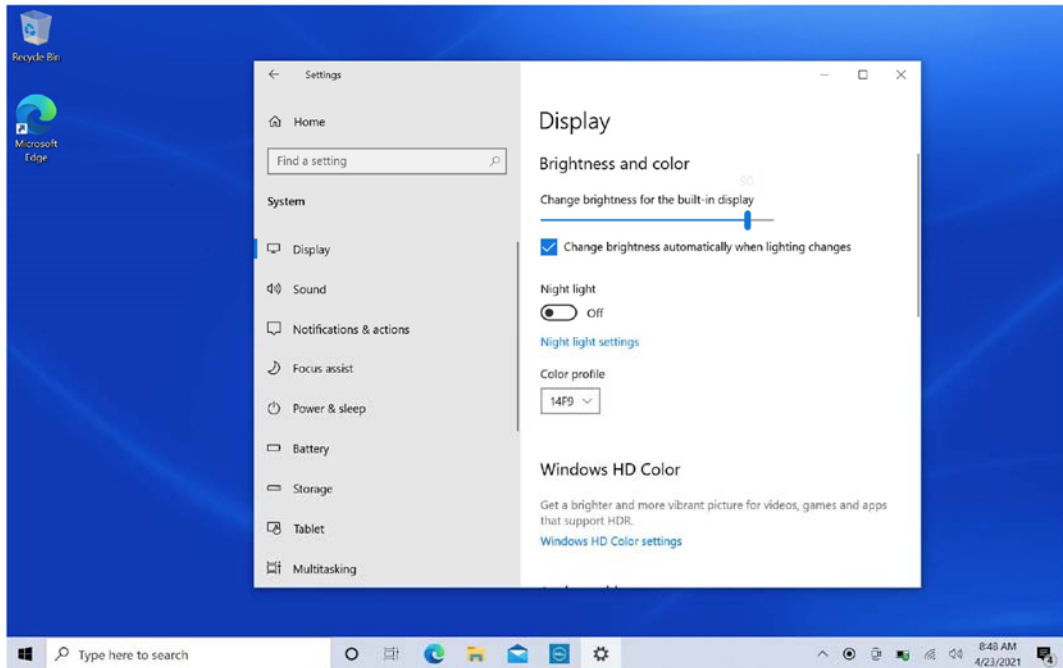 Recycle Bin
Microsoft
Edge
Settings
Home
Find a setting
System
Display
Sound
Notifications & actions
Focus assist
Power & sleep
Battery
Storage
Tablet
Multitasking
Display
Brightness and color
90
Change brightness for the built-in display
Change brightness automatically when lighting changes
Night light
Off
Night light settings
Color profile
14F9
Windows HD Color
Get a brighter and more vibrant picture for videos, games and apps
that support HDR.
Windows HD Color settings
Type here to search
8:48 AM
4/23/2021